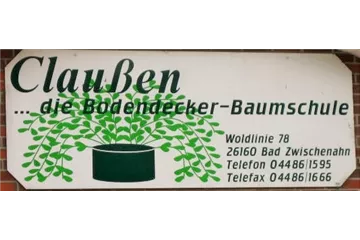 Claußen
... die Bodendecker-Baumschule
Woldlinie 78
26160 Bad Zwischenahn
Telefon 04486/1595
Telefax 04486/1666